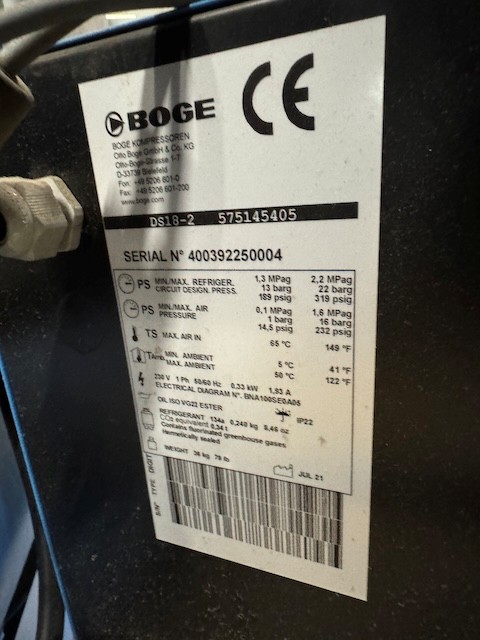 BOGE CE
BOGE KOMPRESSOREN
Otto Boge GmbH & Co. KG
Otto-Boge-Strasse 1-7
D-33739 Bielefeld
Fon: +49 5206 601-0
Fax: +49 5206 601-200
www.boge.com
DS18-2 575145405
SERIAL N° 400392250004
PS MIN./MAX. REFRIGER. CIRCUIT DESIGN. PRESS. 1,3 MPag 2,2 MPag
13 barg 22 barg
189 psig 319 psig
PS MIN./MAX. AIR PRESSURE 0,1 MPag 1,6 MPag
1 barg 16 barg
14,5 psig 232 psig
TS MAX. AIR IN 65 °C 149 °F
TAmb MIN. AMBIENT 5 °C 41 °F
MAX. AMBIENT 50 °C 122 °F
230 V 1 Ph 50/60 Hz 0,33 kW 1,93 A
ELECTRICAL DIAGRAM N°. BNA100SE0A05
OIL ISO VG22 ESTER IP22
REFRIGERANT 134a 0,240 kg 8,46 oz
CO2 equivalent 0,34 t
Contains fluorinated greenhouse gases
Hermetically sealed
WEIGHT 36 kg 79 lb
JUL 21
S/N° TYPE